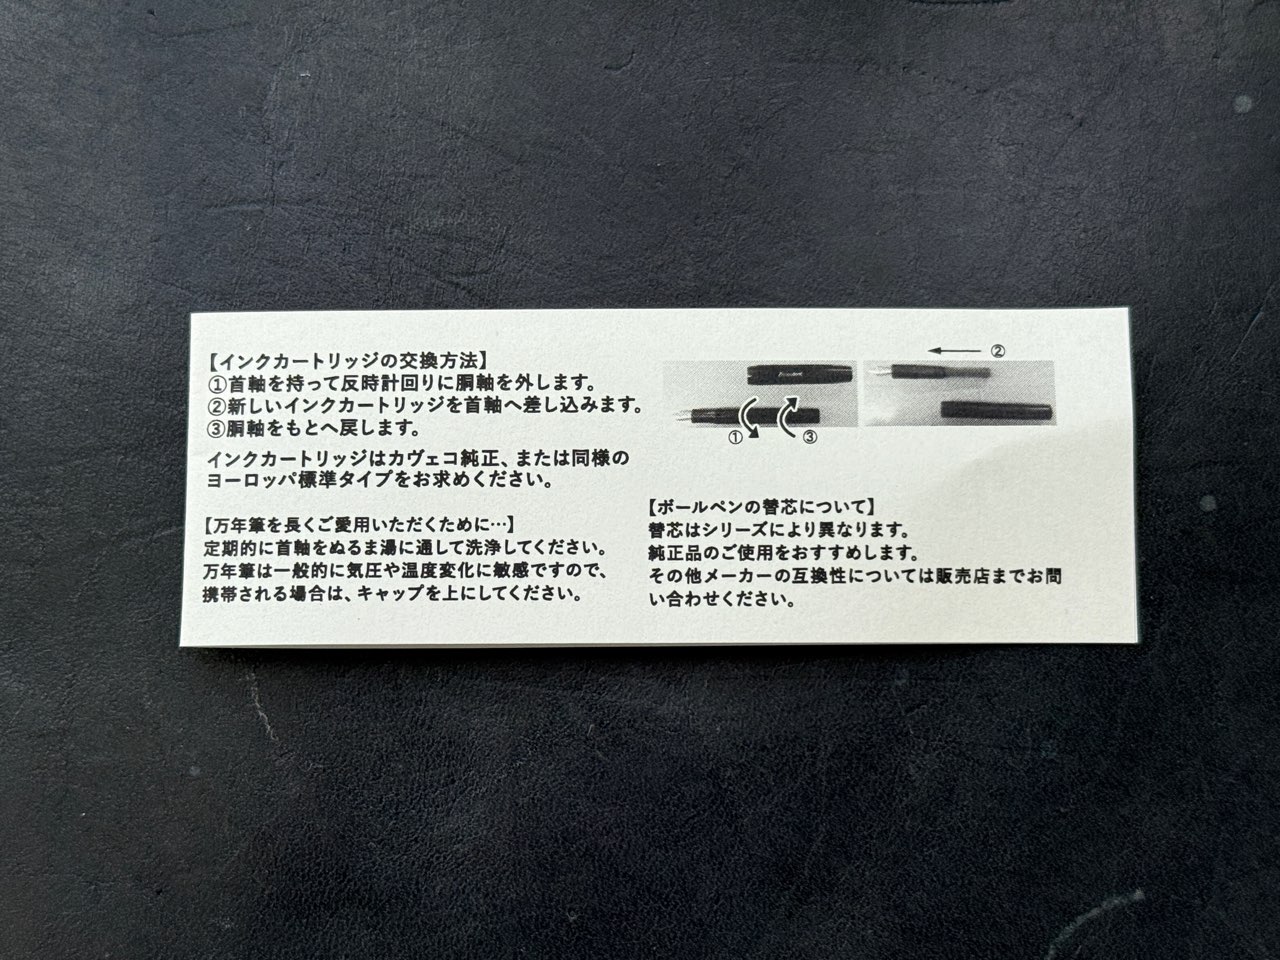 【インクカートリッジの交換方法】
①首軸を持って反時計回りに胴軸を外します。
②新しいインクカートリッジを首軸へ差し込みます。
③胴軸をもとへ戻します。
インクカートリッジはカヴェコ純正、または同様の
ヨーロッパ標準タイプをお求めください。
【万年筆を長くご愛用いただくために…】
定期的に首軸をぬるま湯に通して洗浄してください。
万年筆は一般的に気圧や温度変化に敏感ですので、
携帯される場合は、キャップを上にしてください。
①
③
②
【ボールペンの替芯について】
替芯はシリーズにより異なります。
純正品のご使用をおすすめします。
その他メーカーの互換性については販売店までお問
い合わせください。